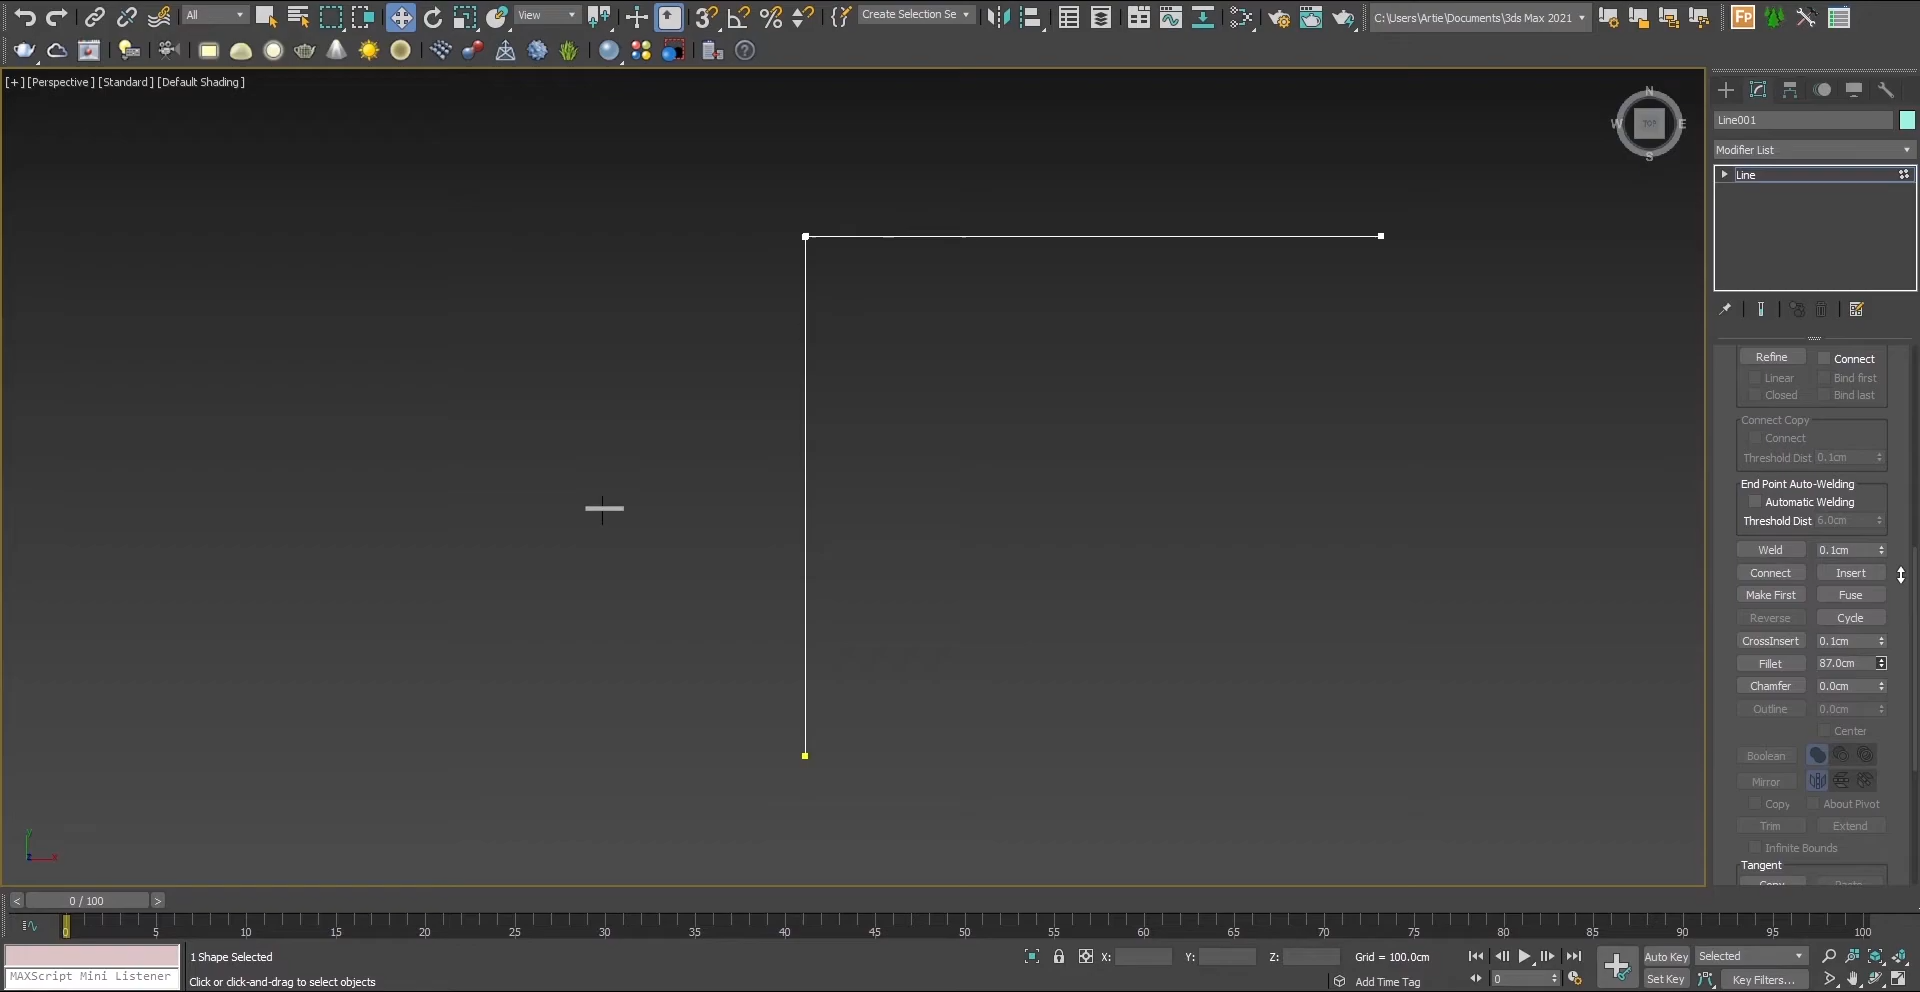 All
View
Create Selection Se
C:\Users\Artie\Documents\3ds Max 2021
Fp
[+] [Perspective] [Standard] [Default Shading]
N
W TOP E
S
Line001
Modifier List
Line
Refine Connect
Linear Bind first
Closed Bind last
Connect Copy
Connect
Threshold Dist 0.1cm
End Point Auto-Welding
Automatic Welding
Threshold Dist 6.0cm
Weld 0.1cm
Connect Insert
Make First Fuse
Reverse Cycle
CrossInsert 0.1cm
Fillet 87.0cm
Chamfer 0.0cm
Outline 0.0cm
Center
Boolean
Mirror
Copy About Pivot
Trim Extend
Infinite Bounds
Tangent
y
z x
< 0 / 100 >
0 5 10 15 20 25 30 35 40 45 50 55 60 65 70 75 80 85 90 95 100
1 Shape Selected
X: Y: Z: Grid = 100.0cm
Auto Key Selected
MAXScript Mini Listener
Click or click-and-drag to select objects
Add Time Tag
0
Set Key Key Filters...